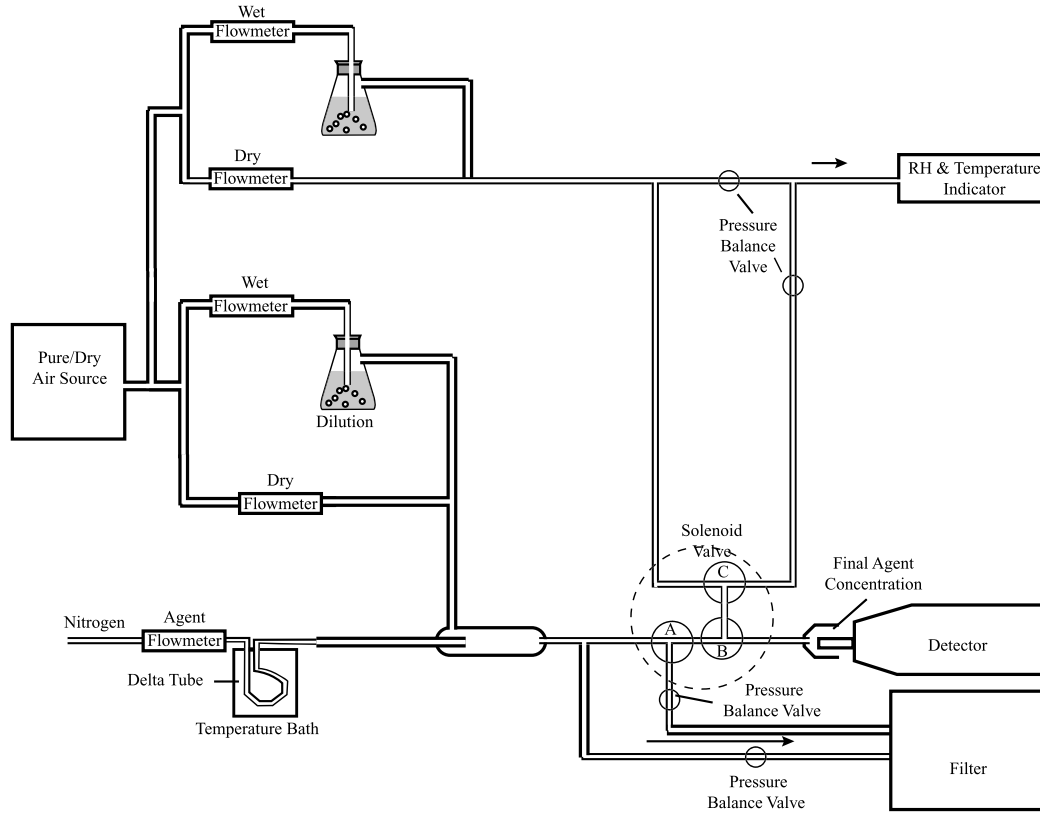 Wet
Flowmeter
Dry
Flowmeter
RH & Temperature
Indicator
Pressure
Balance
Valve
Wet
Flowmeter
Pure/Dry
Air Source
Dilution
Dry
Flowmeter
Solenoid
Valve
C
Final Agent
Concentration
Nitrogen
Agent
Flowmeter
A
B
Detector
Delta Tube
Temperature Bath
Pressure
Balance Valve
Filter
Pressure
Balance Valve